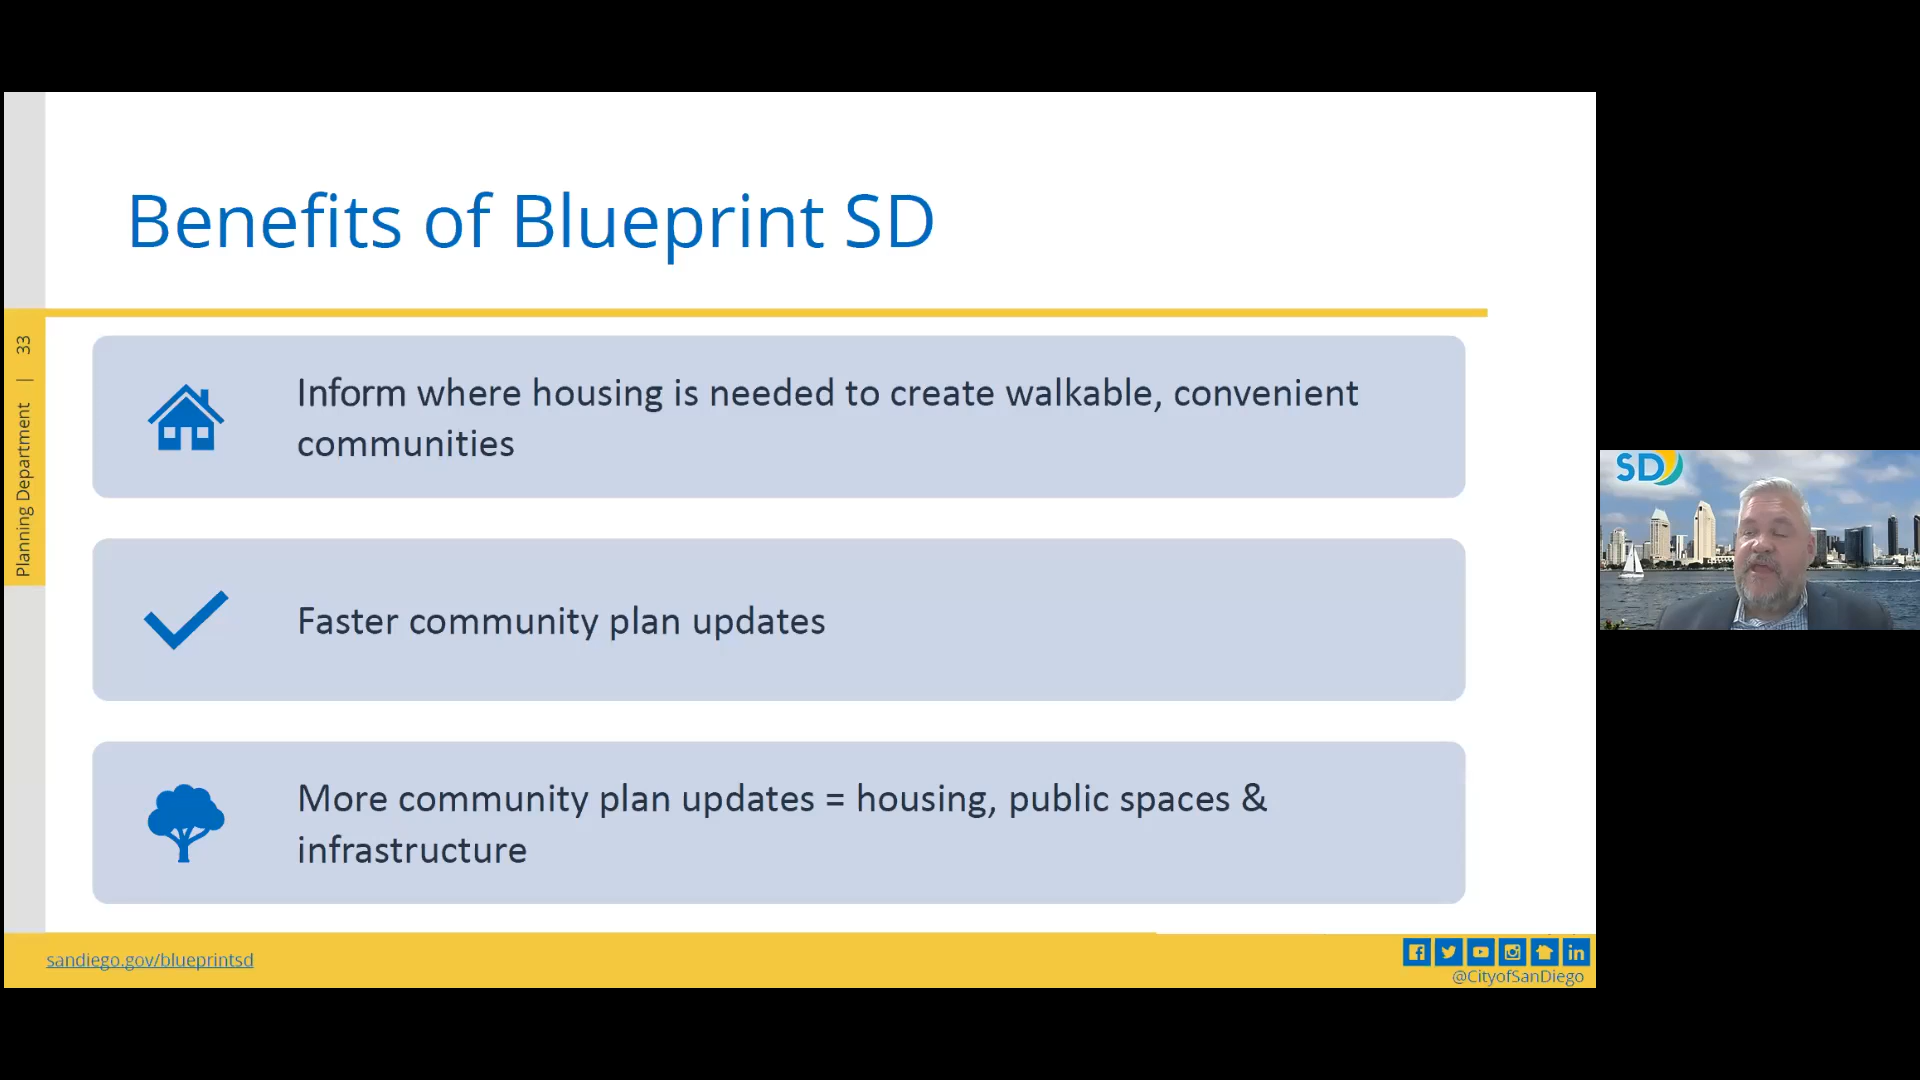 Benefits of Blueprint SD
Planning Department | 33
Inform where housing is needed to create walkable, convenient
communities
Faster community plan updates
More community plan updates = housing, public spaces &
infrastructure
sandiego.gov/blueprintsd
@CityofSanDiego
SD